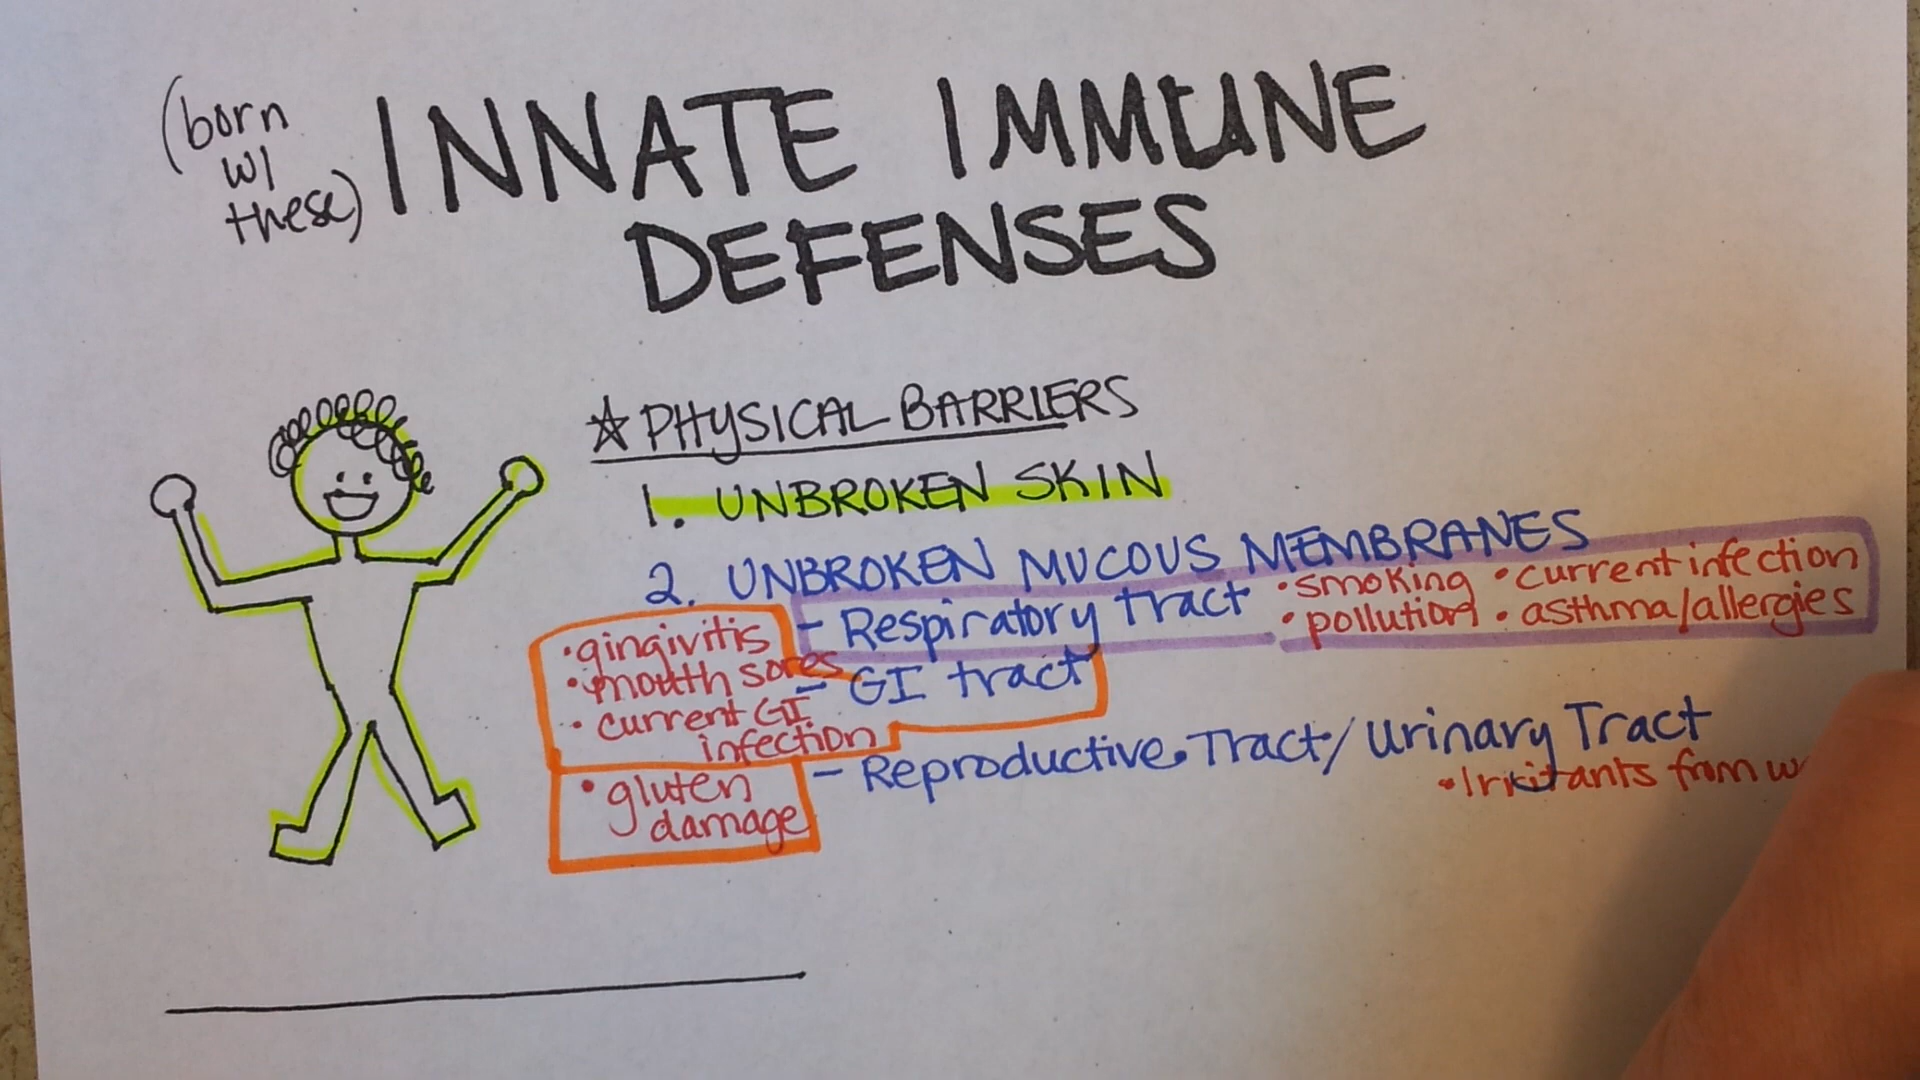 (born
w/
these)
INNATE IMMUNE
DEFENSES
☆ PHYSICAL BARRIERS
1. UNBROKEN SKIN
2. UNBROKEN MUCOUS MEMBRANES
- Respiratory tract
• smoking • current infection
• pollution • asthma/allergies
• gingivitis
• mouth sores
• current GI
infection
• gluten
damage
- GI tract
- Reproductive Tract/Urinary Tract
• Irritants from w